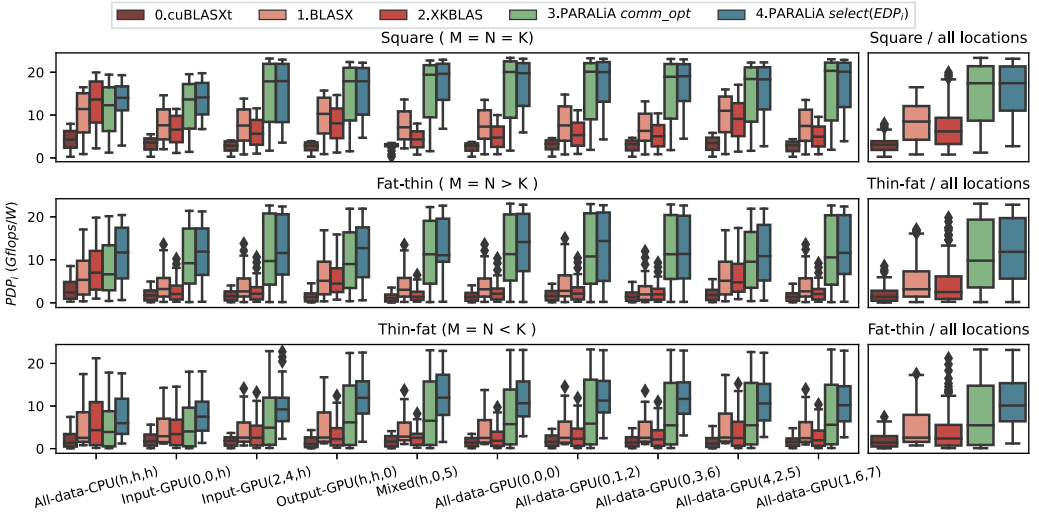 0.cuBLASXt 1.BLASX 2.XKBLAS 3.PARALiA comm_opt 4.PARALiA select(EDPᵢ)
Square ( M = N = K)
Square / all locations
20
10
0
Fat-thin ( M = N > K )
Thin-fat / all locations
PDPᵢ (Gflops/W)
20
10
0
Thin-fat (M = N < K )
Fat-thin / all locations
20
10
0
All-data-CPU(h,h,h)
Input-GPU(0,0,h)
Input-GPU(2,4,h)
Output-GPU(h,h,0)
Mixed(h,0,5)
All-data-GPU(0,0,0)
All-data-GPU(0,1,2)
All-data-GPU(0,3,6)
All-data-GPU(4,2,5)
All-data-GPU(1,6,7)